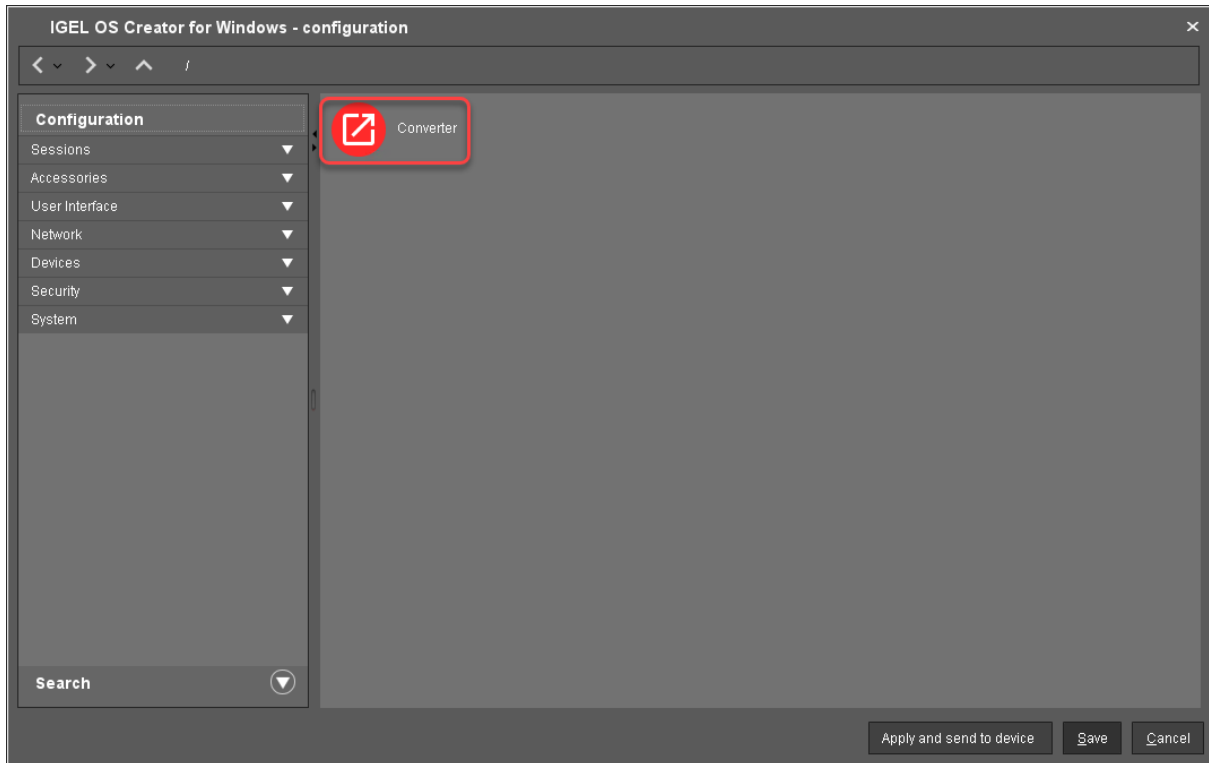 IGEL OS Creator for Windows - configuration
/
Configuration
Sessions
Accessories
User Interface
Network
Devices
Security
System
Search
Converter
Apply and send to device
Save
Cancel